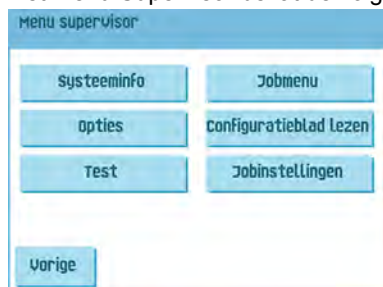 Menu supervisor
Systeeminfo
Jobmenu
Opties
Configuratieblad lezen
Test
Jobinstellingen
Vorige